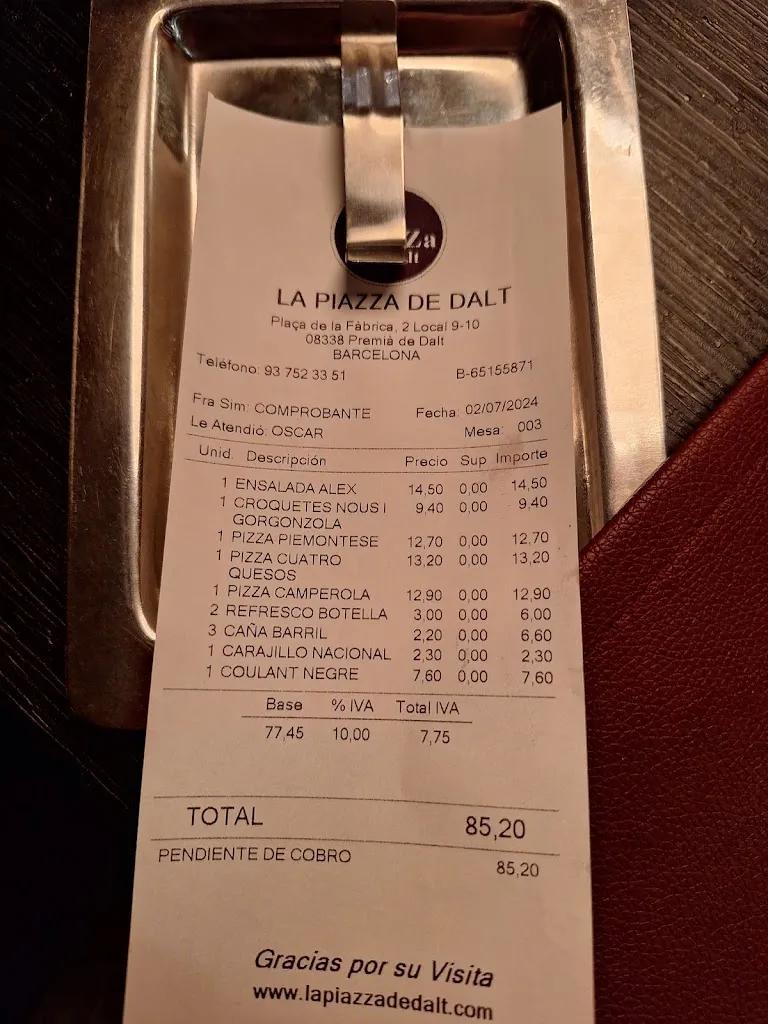 za
lt
LA PIAZZA DE DALT
Plaça de la Fàbrica, 2 Local 9-10
08338 Premià de Dalt
BARCELONA
Teléfono: 93 752 33 51 B-65155871
Fra Sim: COMPROBANTE Fecha: 02/07/2024
Le Atendió: OSCAR Mesa: 003
Unid. Descripción Precio Sup Importe
1 ENSALADA ALEX 14,50 0,00 14,50
1 CROQUETES NOUS I 9,40 0,00 9,40
GORGONZOLA
1 PIZZA PIEMONTESE 12,70 0,00 12,70
1 PIZZA CUATRO 13,20 0,00 13,20
QUESOS
1 PIZZA CAMPEROLA 12,90 0,00 12,90
2 REFRESCO BOTELLA 3,00 0,00 6,00
3 CAÑA BARRIL 2,20 0,00 6,60
1 CARAJILLO NACIONAL 2,30 0,00 2,30
1 COULANT NEGRE 7,60 0,00 7,60
Base % IVA Total IVA
77,45 10,00 7,75
TOTAL 85,20
PENDIENTE DE COBRO 85,20
Gracias por su Visita
www.lapiazzadedalt.com